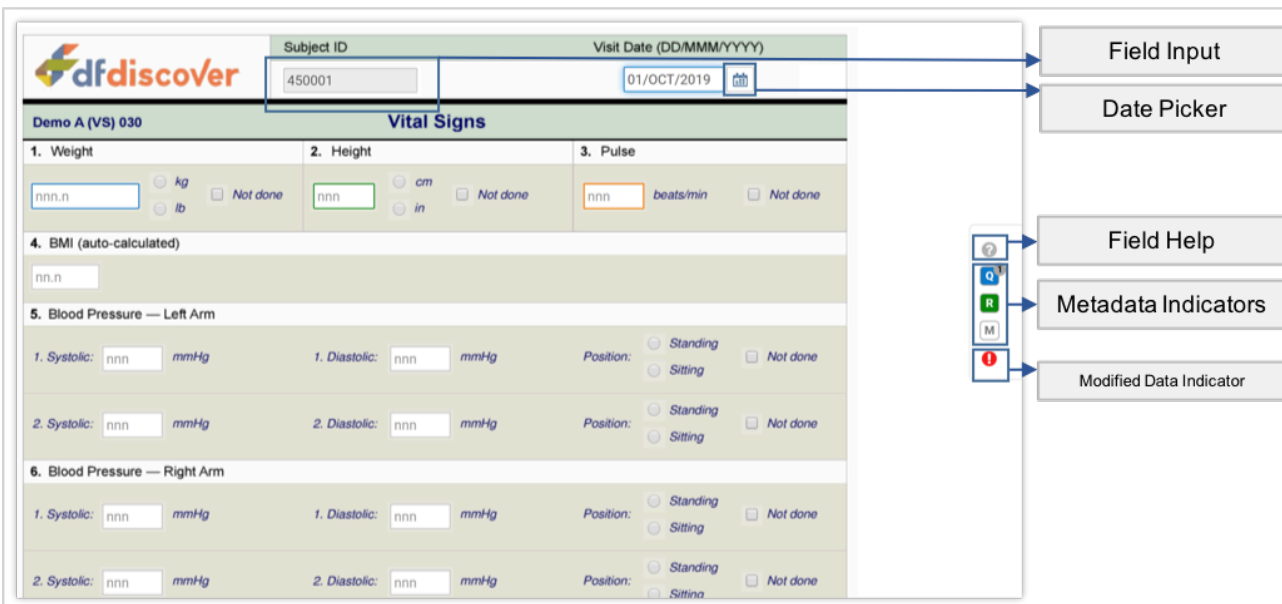 Subject ID Visit Date (DD/MMM/YYYY) Field Input
dfdiscover 450001 01/OCT/2019
Date Picker
Demo A (VS) 030 Vital Signs
1. Weight 2. Height 3. Pulse
nnn.n kg lb Not done nnn cm in Not done nnn beats/min Not done
4. BMI (auto-calculated) ? Field Help
nn.n Q 1
5. Blood Pressure — Left Arm R Metadata Indicators
M
1. Systolic: nnn mmHg 1. Diastolic: nnn mmHg Position: Standing Sitting Not done
! Modified Data Indicator
2. Systolic: nnn mmHg 2. Diastolic: nnn mmHg Position: Standing Sitting Not done
6. Blood Pressure — Right Arm
1. Systolic: nnn mmHg 1. Diastolic: nnn mmHg Position: Standing Sitting Not done
2. Systolic: nnn mmHg 2. Diastolic: nnn mmHg Position: Standing Sitting Not done